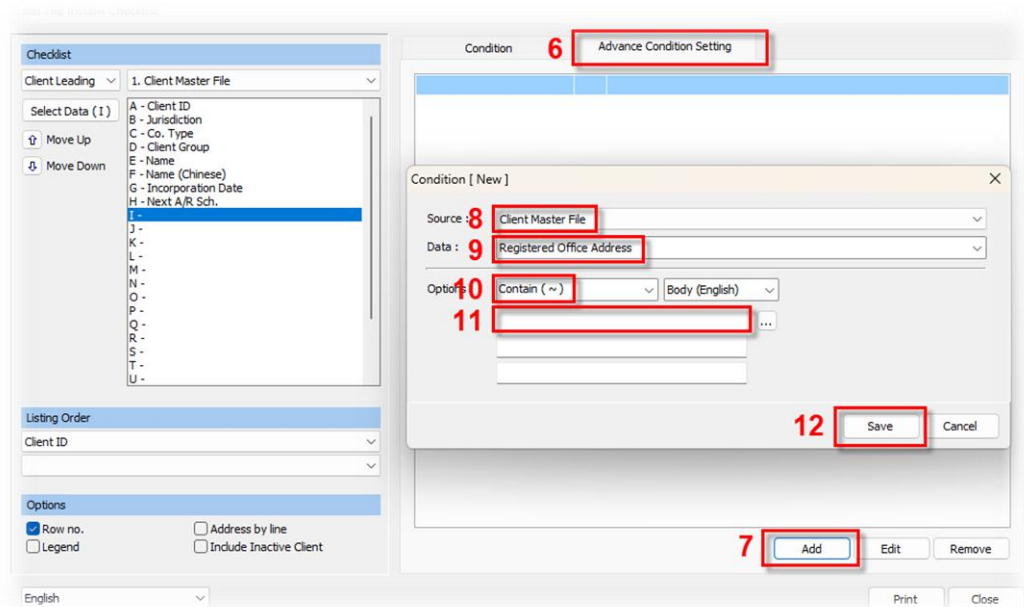 Checklist
Client Leading
1. Client Master File
Select Data ( I )
Move Up
Move Down
A - Client ID
B - Jurisdiction
C - Co. Type
D - Client Group
E - Name
F - Name (Chinese)
G - Incorporation Date
H - Next A/R Sch.
I -
J -
K -
L -
M -
N -
O -
P -
Q -
R -
S -
T -
U -
Listing Order
Client ID
Options
Row no.
Address by line
Legend
Include Inactive Client
English
Condition
6
Advance Condition Setting
Condition [ New ]
Source :
8
Client Master File
Data :
9
Registered Office Address
Options
10
Contain ( ~ )
Body (English)
11
...
12
Save
Cancel
7
Add
Edit
Remove
Print
Close